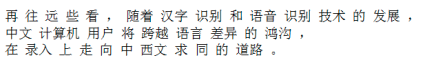 再 往 远 些 看 ， 随着 汉字 识别 和 语音 识别 技术 的 发展 ，
中文 计算机 用户 将 跨越 语言 差异 的 鸿沟 ，
在 录入 上 走 向 中 西文 求 同 的 道路 。